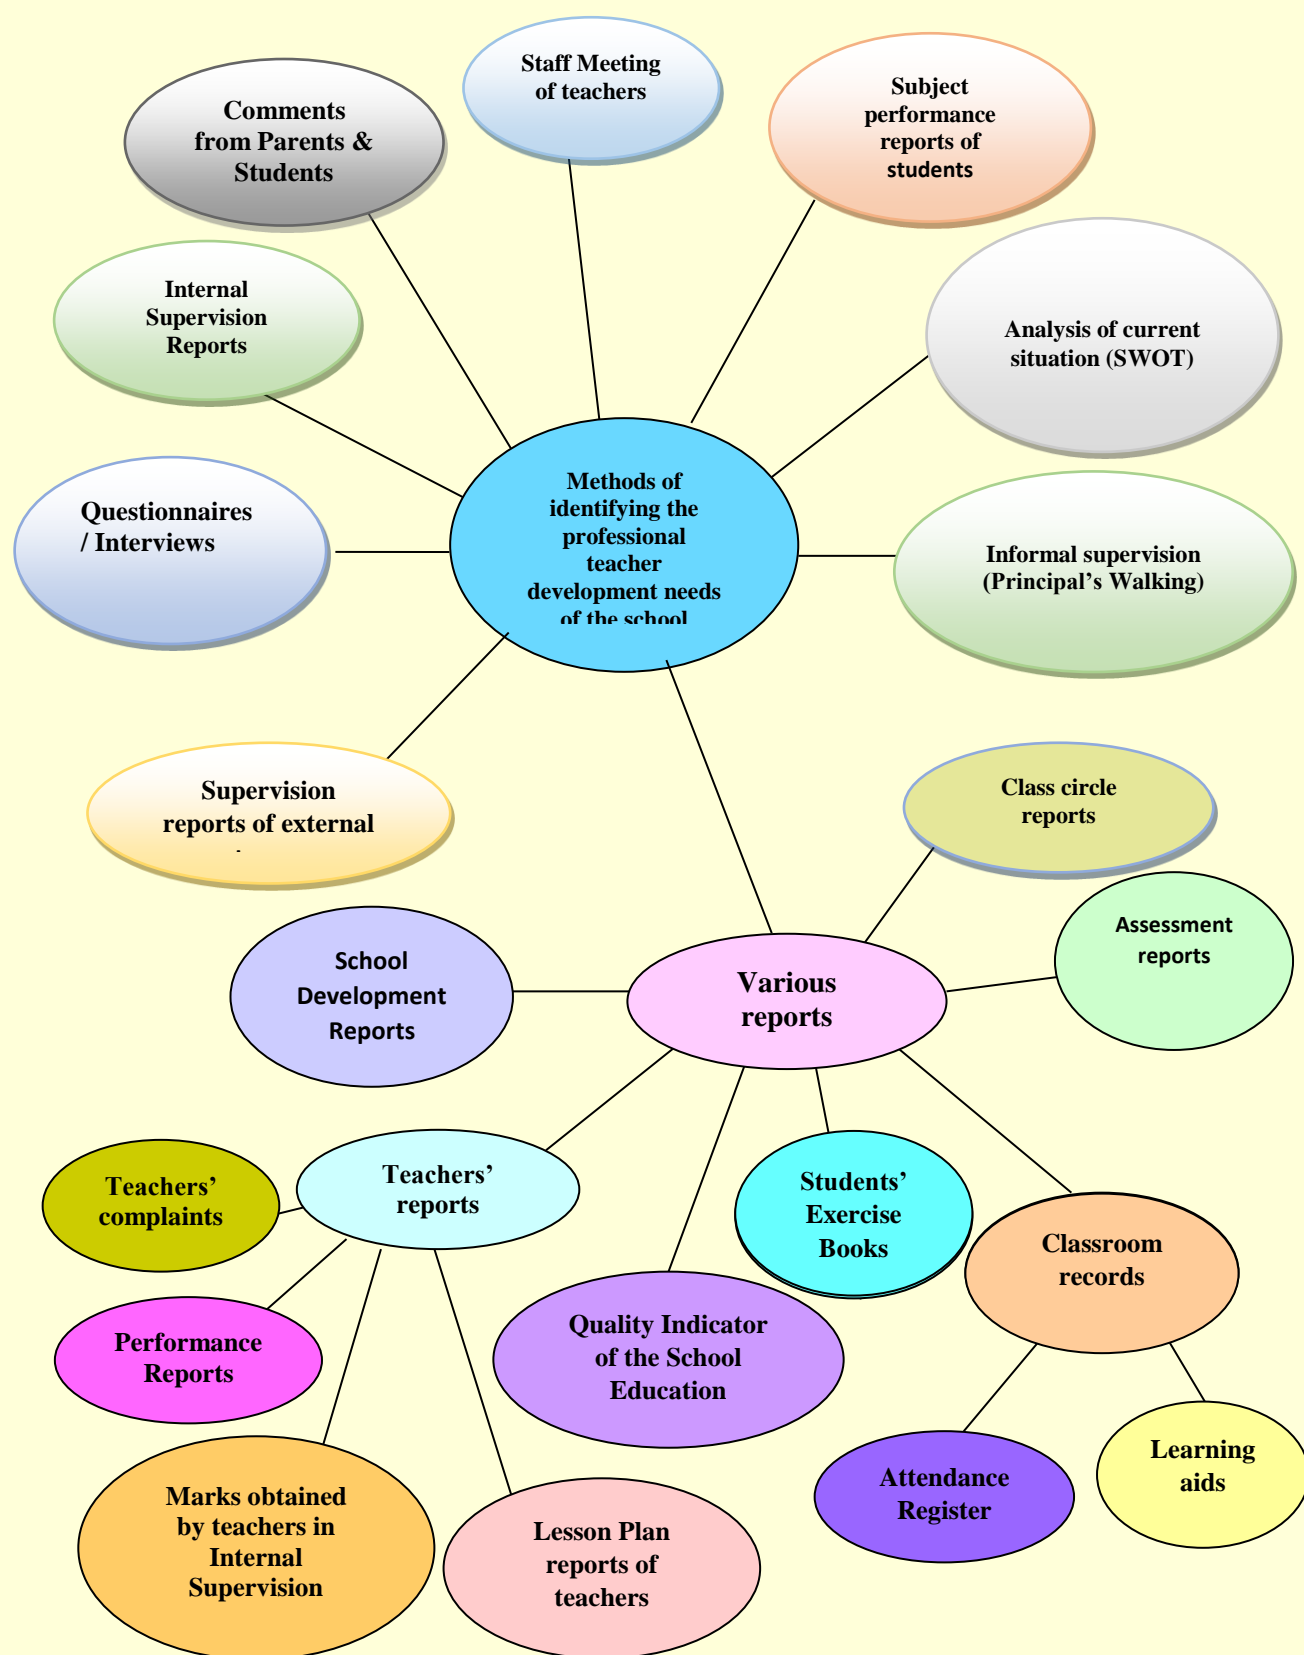 Staff Meeting
of teachers
Comments
from Parents &
Students
Subject
performance
reports of
students
Internal
Supervision
Reports
Analysis of current
situation (SWOT)
Methods of
identifying the
professional
teacher
development needs
of the school
Questionnaires
/ Interviews
Informal supervision
(Principal’s Walking)
Supervision
reports of external
Class circle
reports
Assessment
reports
School
Development
Reports
Various
reports
Teachers’
complaints
Teachers’
reports
Students’
Exercise
Books
Classroom
records
Performance
Reports
Quality Indicator
of the School
Education
Attendance
Register
Learning
aids
Marks obtained
by teachers in
Internal
Supervision
Lesson Plan
reports of
teachers